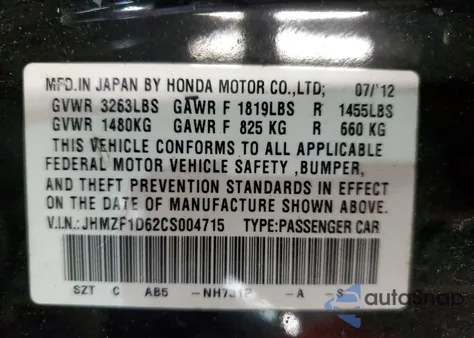 MFD.IN JAPAN BY HONDA MOTOR CO.,LTD; 07/'12
GVWR 3263LBS GAWR F 1819LBS R 1455LBS
GVWR 1480KG GAWR F 825 KG R 660 KG
THIS VEHICLE CONFORMS TO ALL APPLICABLE
FEDERAL MOTOR VEHICLE SAFETY ,BUMPER,
AND THEFT PREVENTION STANDARDS IN EFFECT
ON THE DATE OF MANUFACTURE SHOWN ABOVE.
V.I.N.:JHMZF1D62CS004715 TYPE:PASSENGER CAR
SZT C AB5 -NH731P -A -S
autoSnap